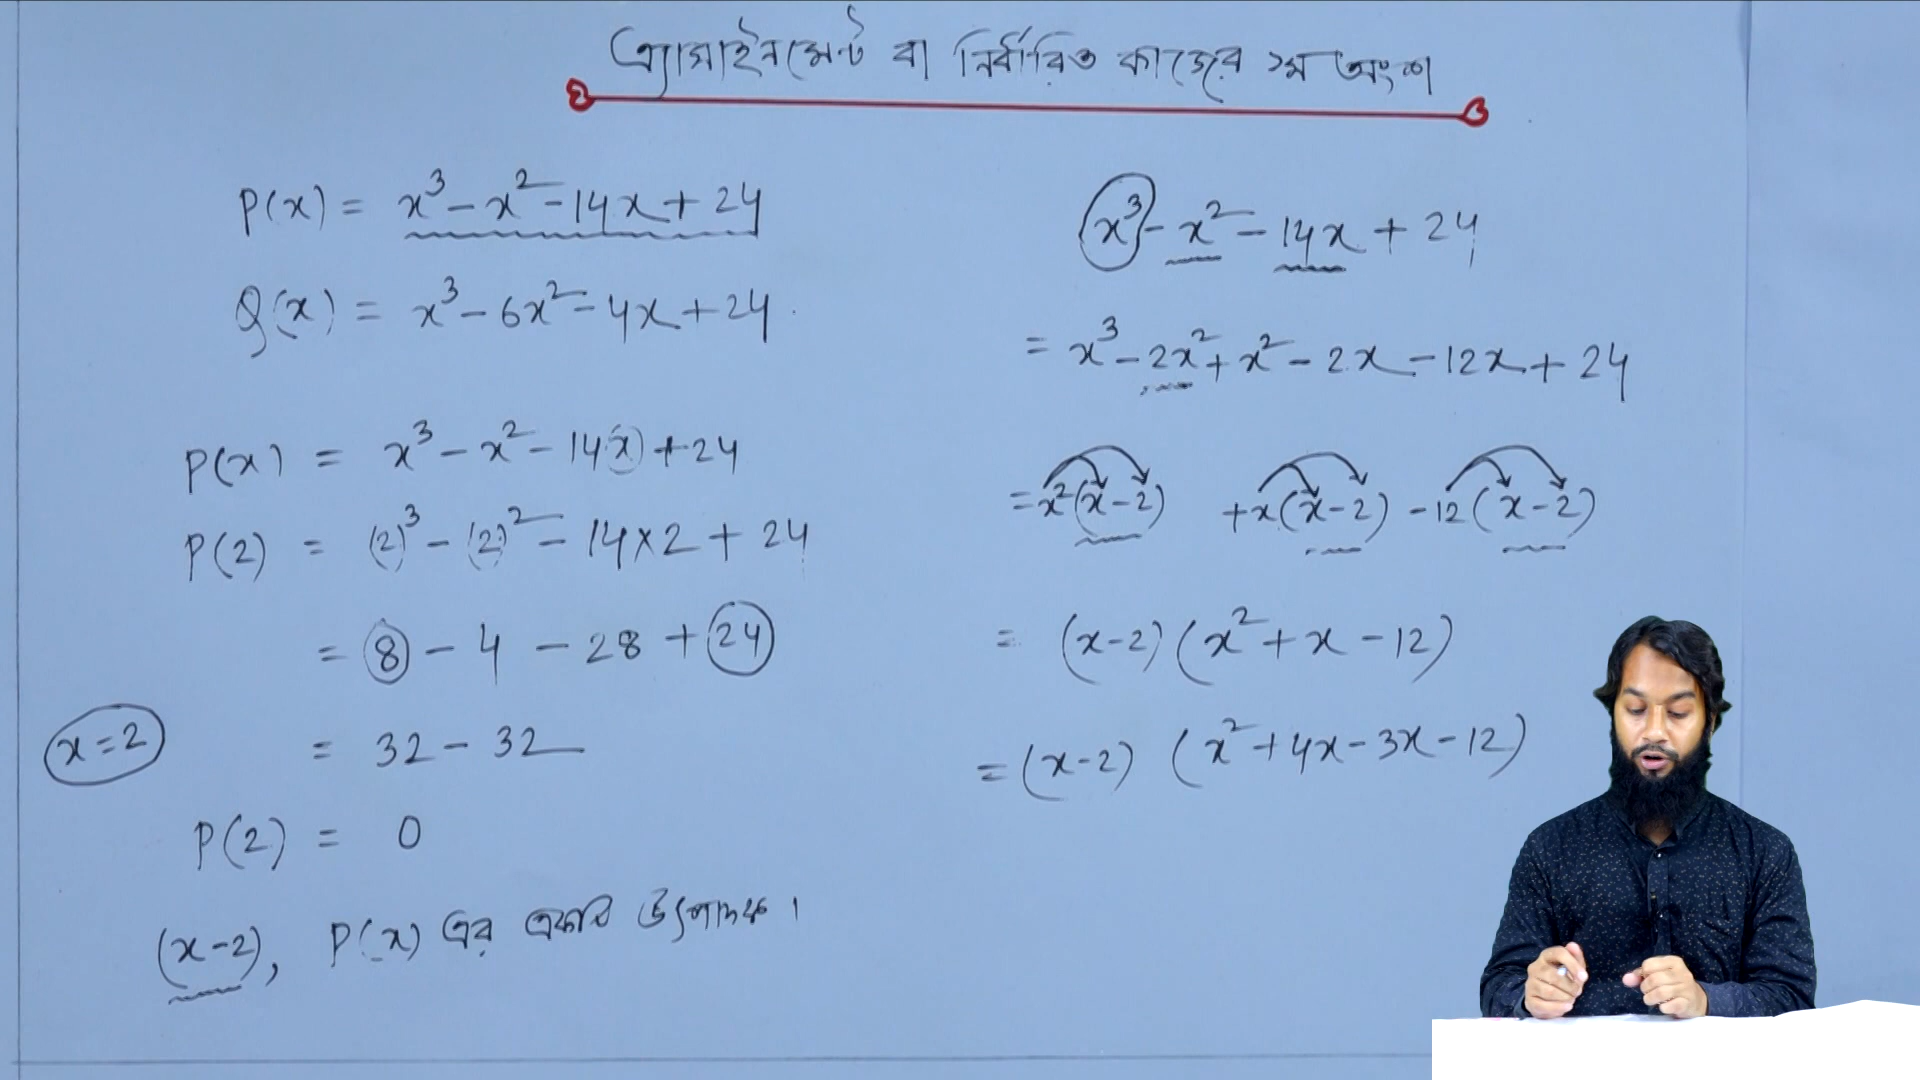 এ্যাসাইনমেন্ট বা নির্ধারিত কাজের ১ম অংশ
P(x) = x³ - x² - 14x + 24
Q(x) = x³ - 6x² - 4x + 24
P(x) = x³ - x² - 14x + 24
P(2) = (2)³ - (2)² - 14×2 + 24
= 8 - 4 - 28 + 24
x = 2
= 32 - 32
P(2) = 0
(x-2), P(x) এর একটি উৎপাদক।
x³ - x² - 14x + 24
= x³ - 2x² + x² - 2x - 12x + 24
= x²(x-2) + x(x-2) - 12(x-2)
= (x-2)(x² + x - 12)
= (x-2) (x² + 4x - 3x - 12)